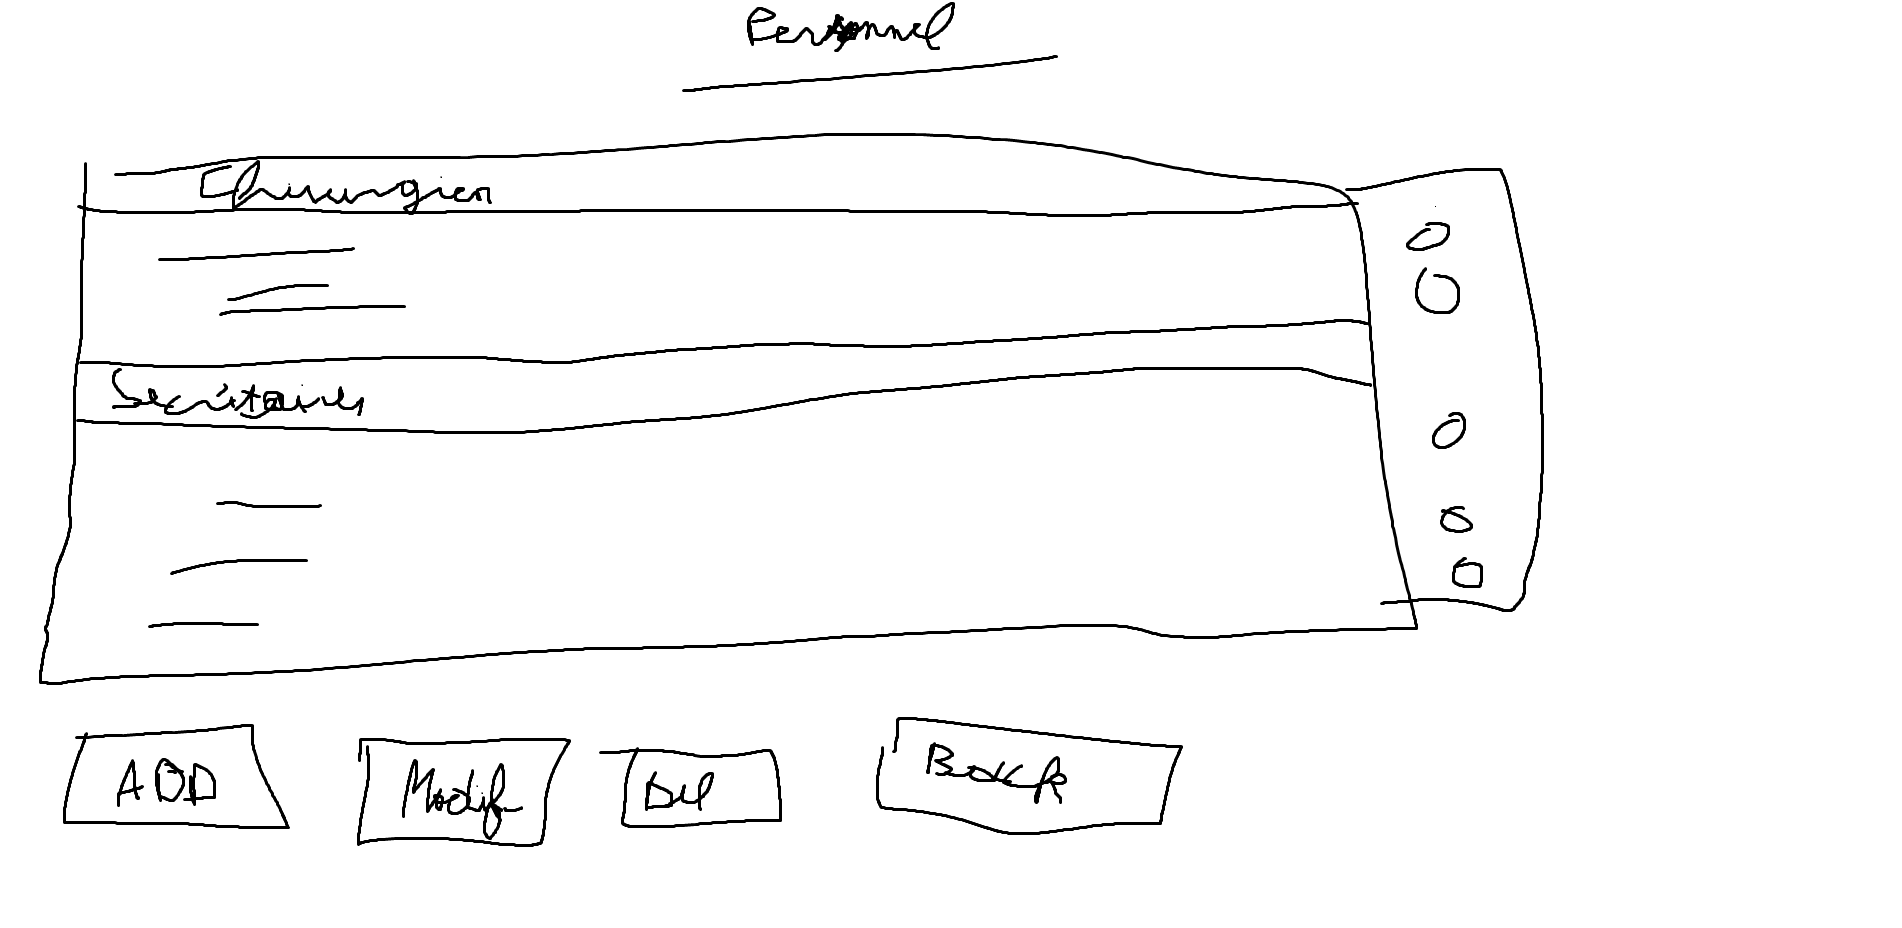 Personnel
Chirurgien
Secrétaires
ADD
Modif
Del
Back